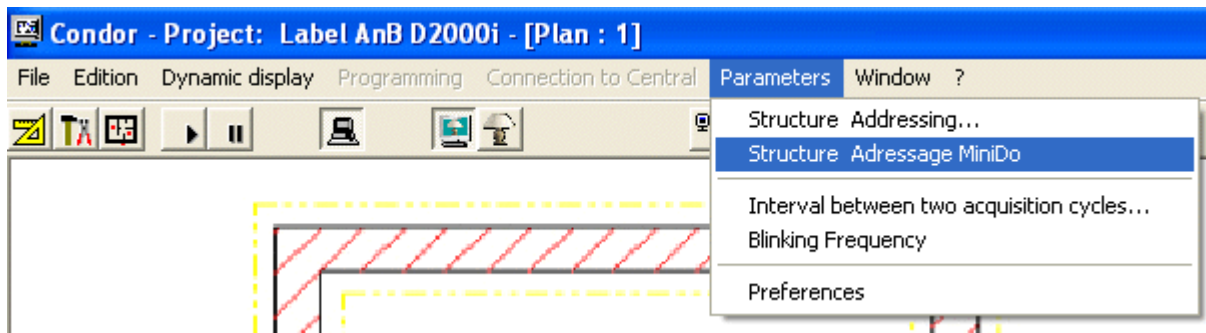 Condor - Project: Label AnB D2000i - [Plan : 1]
File Edition Dynamic display Programming Connection to Central Parameters Window ?
Structure Addressing...
Structure Adressage MiniDo
Interval between two acquisition cycles...
Blinking Frequency
Preferences